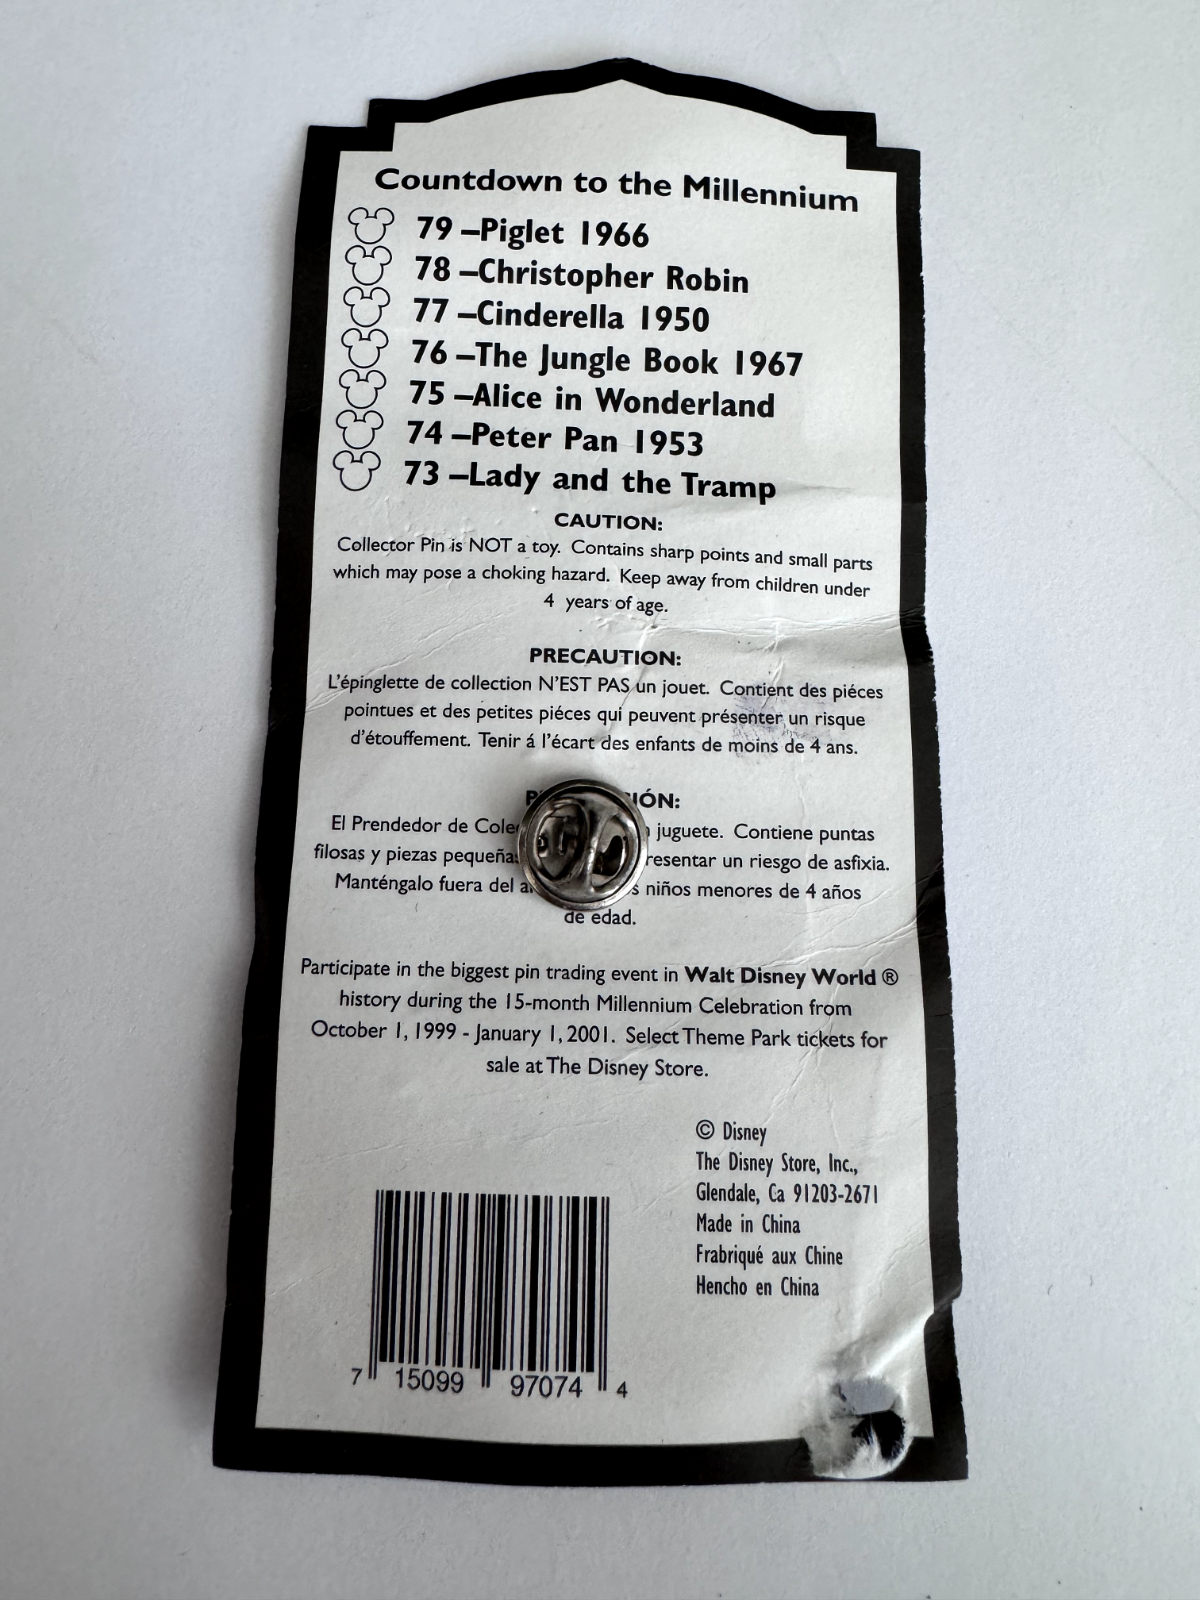 Countdown to the Millennium
79 –Piglet 1966
78 –Christopher Robin
77 –Cinderella 1950
76 –The Jungle Book 1967
75 –Alice in Wonderland
74 –Peter Pan 1953
73 –Lady and the Tramp
CAUTION:
Collector Pin is NOT a toy. Contains sharp points and small parts
which may pose a choking hazard. Keep away from children under
4 years of age.
PRECAUTION:
L'épinglette de collection N'EST PAS un jouet. Contient des piéces
pointues et des petites piéces qui peuvent présenter un risque
d'étouffement. Tenir á l'écart des enfants de moins de 4 ans.
El Prendedor de juguete. Contiene puntas
filosas y piezas un riesgo de asfixia.
Manténgalo fuera del niños menores de 4 años
de edad.
Participate in the biggest pin trading event in Walt Disney World ®
history during the 15-month Millennium Celebration from
October 1, 1999 - January 1, 2001. Select Theme Park tickets for
sale at The Disney Store.
© Disney
The Disney Store, Inc.,
Glendale, Ca 91203-2671
Made in China
Frabriqué aux Chine
Hencho en China
7 15099 97074 4